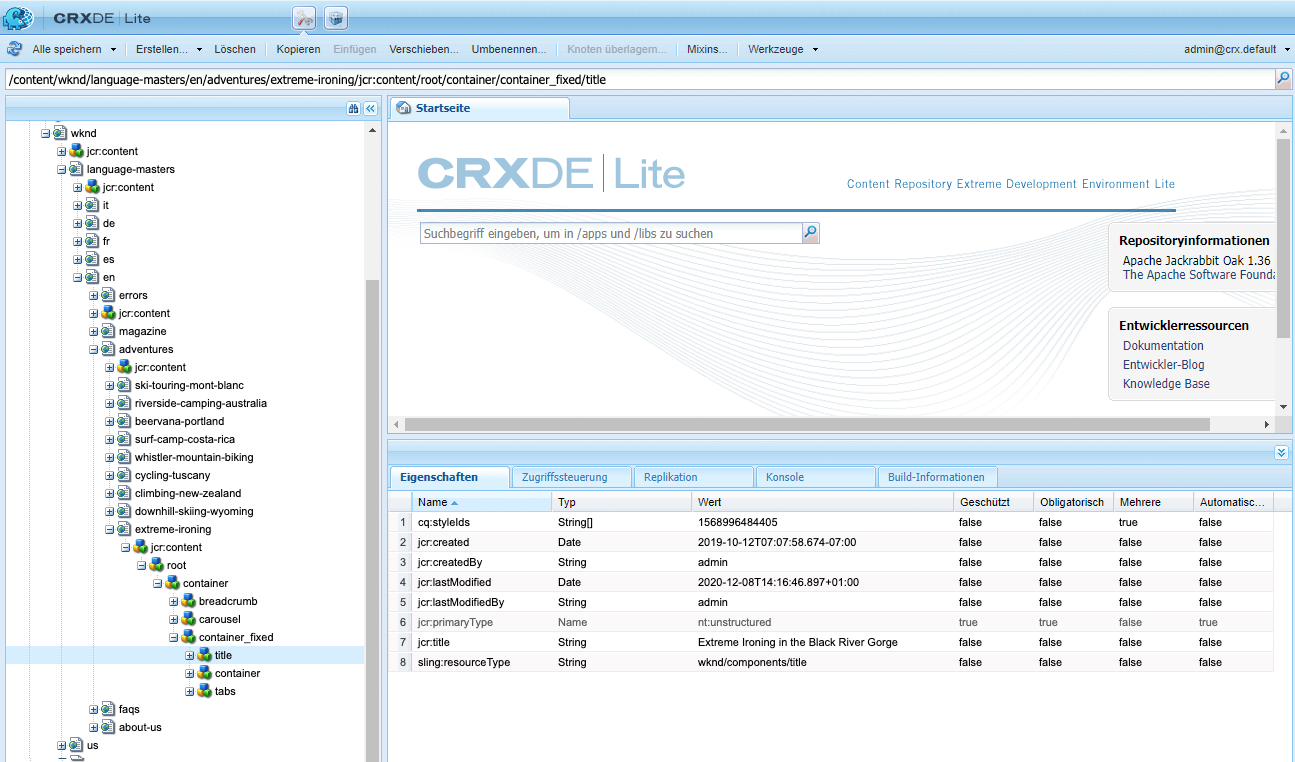 CRXDE | Lite
Alle speichern Erstellen... Löschen Kopieren Einfügen Verschieben... Umbenennen... Knoten überlagern... Mixins... Werkzeuge admin@crx.default
/content/wknd/language-masters/en/adventures/extreme-ironing/jcr:content/root/container/container_fixed/title
wknd
jcr:content
language-masters
jcr:content
it
de
fr
es
en
errors
jcr:content
magazine
adventures
jcr:content
ski-touring-mont-blanc
riverside-camping-australia
beervana-portland
surf-camp-costa-rica
whistler-mountain-biking
cycling-tuscany
climbing-new-zealand
downhill-skiing-wyoming
extreme-ironing
jcr:content
root
container
breadcrumb
carousel
container_fixed
title
container
tabs
faqs
about-us
us
Startseite
CRXDE | Lite
Content Repository Extreme Development Environment Lite
Suchbegriff eingeben, um in /apps und /libs zu suchen
Repositoryinformationen
Apache Jackrabbit Oak 1.36
The Apache Software Founda
Entwicklerressourcen
Dokumentation
Entwickler-Blog
Knowledge Base
Eigenschaften Zugriffssteuerung Replikation Konsole Build-Informationen
Name Typ Wert Geschützt Obligatorisch Mehrere Automatisc...
1 cq:styleIds String[] 1568996484405 false false true false
2 jcr:created Date 2019-10-12T07:07:58.674-07:00 false false false false
3 jcr:createdBy String admin false false false false
4 jcr:lastModified Date 2020-12-08T14:16:46.897+01:00 false false false false
5 jcr:lastModifiedBy String admin false false false false
6 jcr:primaryType Name nt:unstructured true true false true
7 jcr:title String Extreme Ironing in the Black River Gorge false false false false
8 sling:resourceType String wknd/components/title false false false false